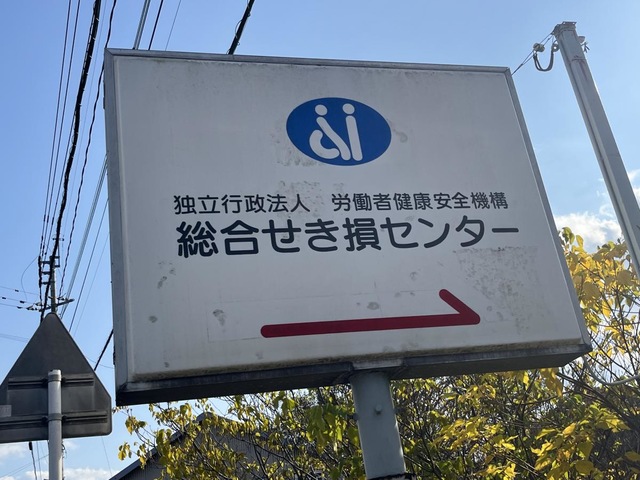 独立行政法人　労働者健康安全機構
総合せき損センター